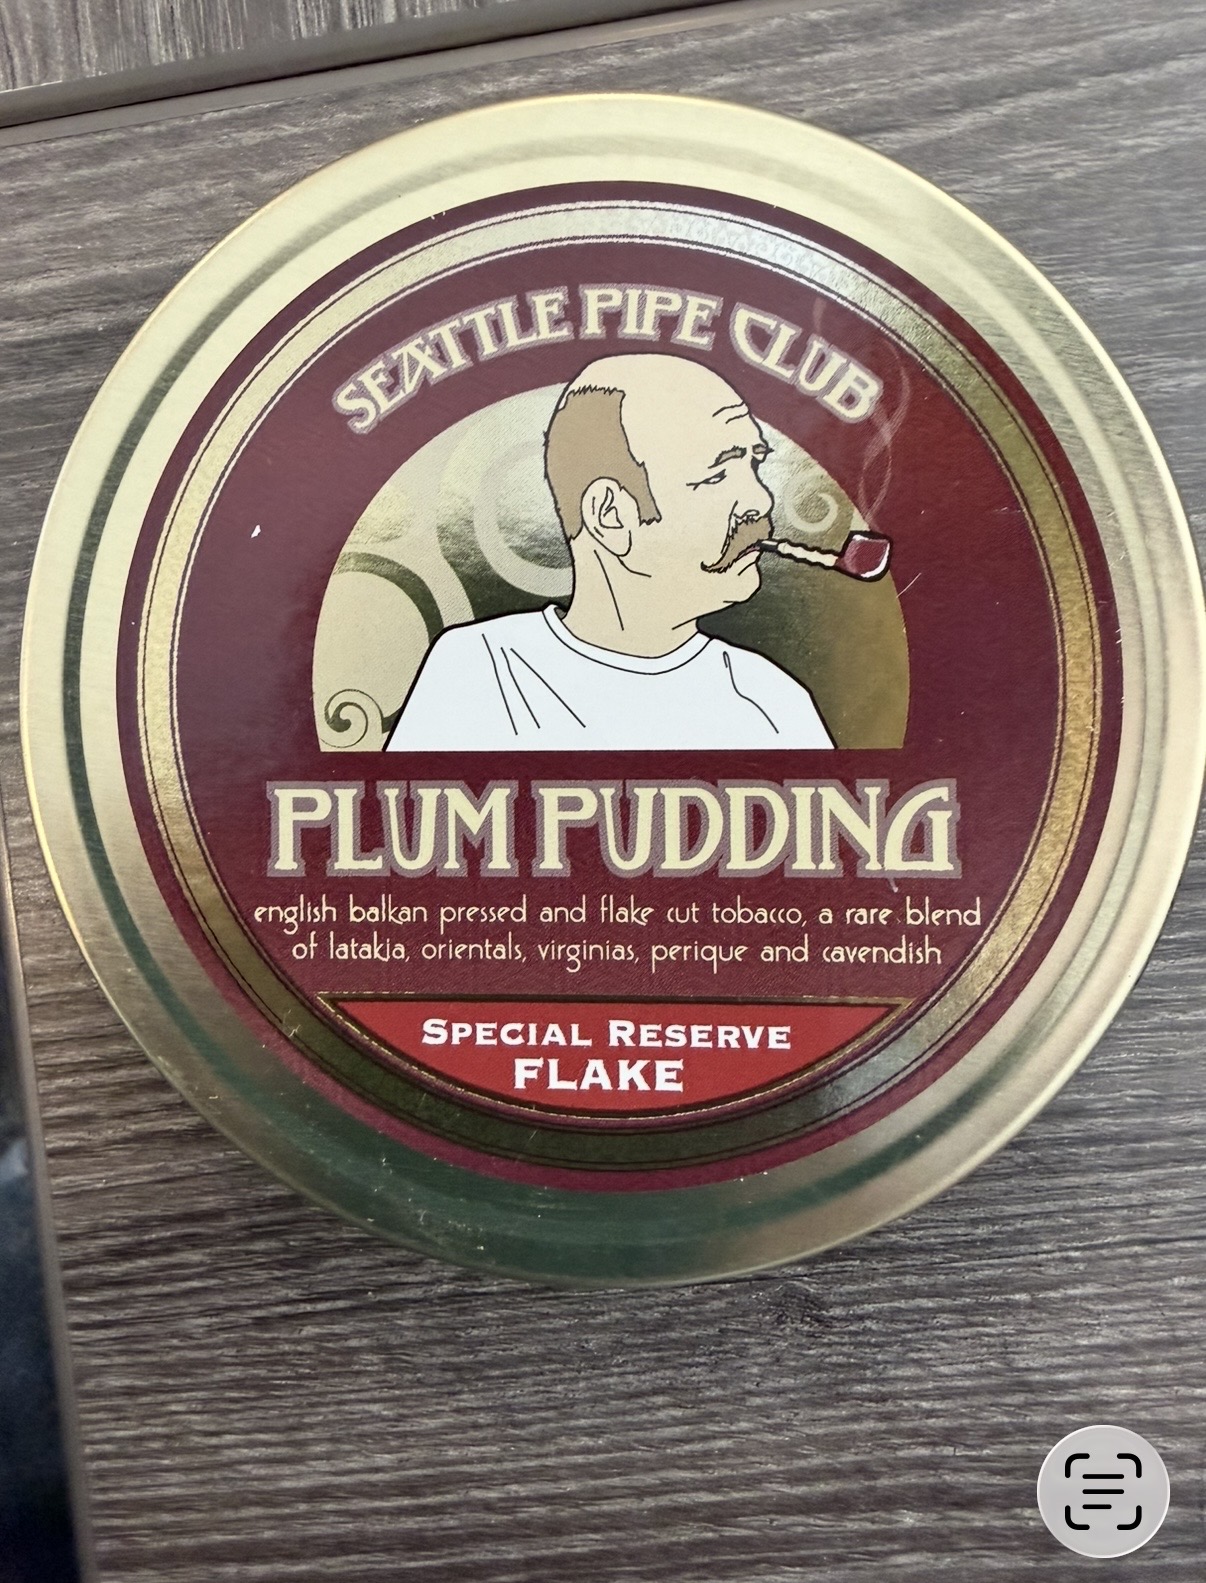 SEATTLE PIPE CLUB
PLUM PUDDING
english balkan pressed and flake cut tobacco, a rare blend
of latakia, orientals, virginias, perique and cavendish
SPECIAL RESERVE
FLAKE